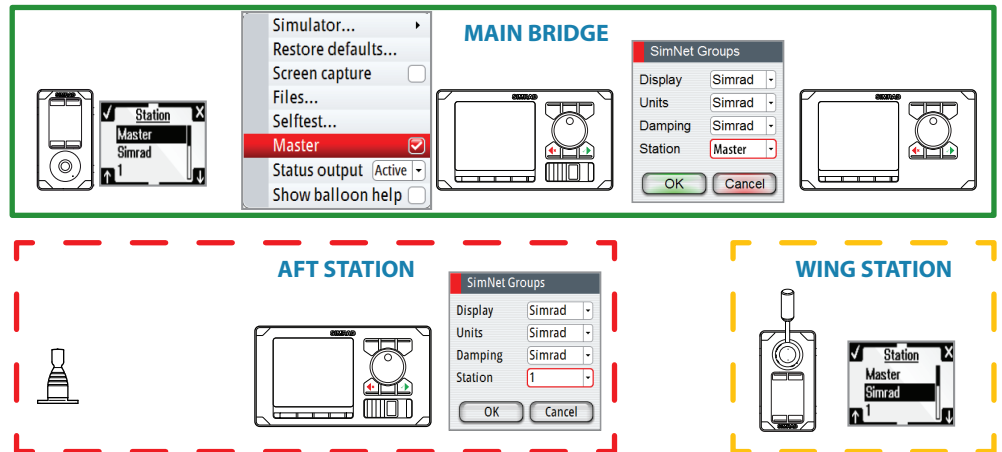 MAIN BRIDGE
SIMRAD
Station
Master
Simrad
1
Simulator...
Restore defaults...
Screen capture
Files...
Selftest...
Master
Status output Active
Show balloon help
SIMRAD
SimNet Groups
Display Simrad
Units Simrad
Damping Simrad
Station Master
OK Cancel
SIMRAD
AFT STATION
SIMRAD
SimNet Groups
Display Simrad
Units Simrad
Damping Simrad
Station 1
OK Cancel
WING STATION
SIMRAD
Station
Master
Simrad
1